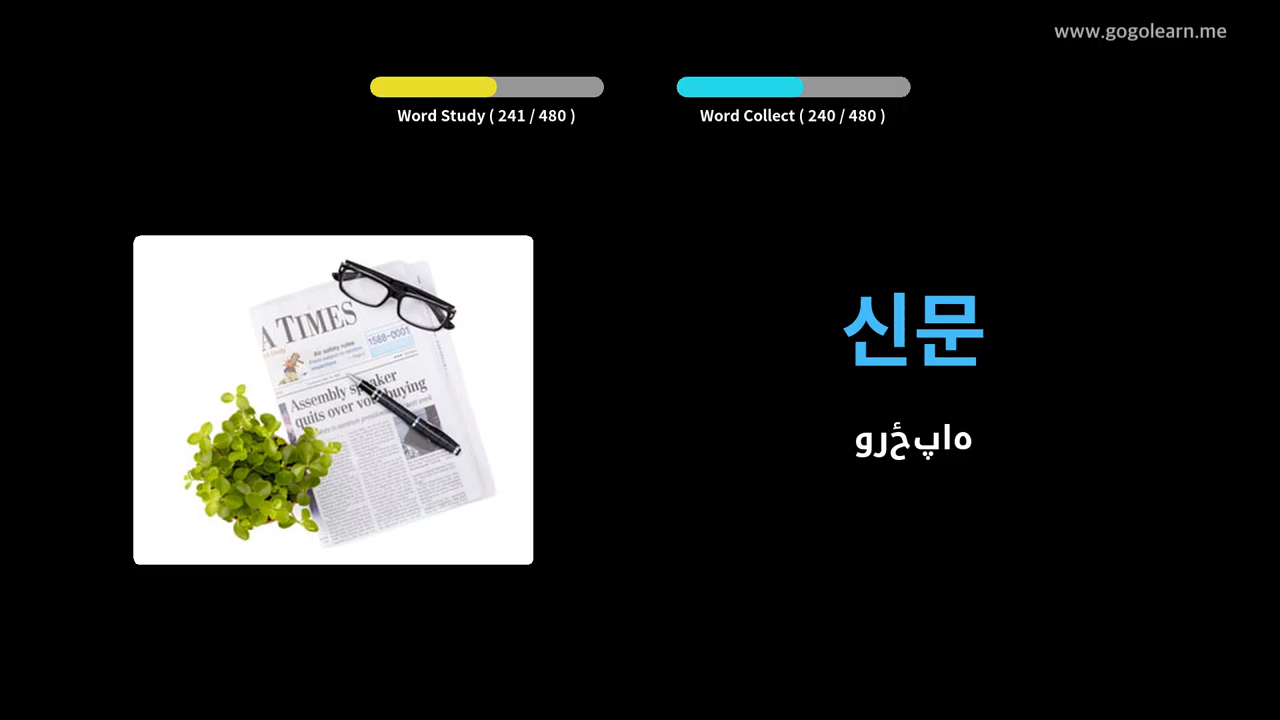 www.gogolearn.me
Word Study ( 241 / 480 )
Word Collect ( 240 / 480 )
A TIMES
Air safety rules
1588-0001
Assembly speaker
quits over buying
신문
ورځپاه